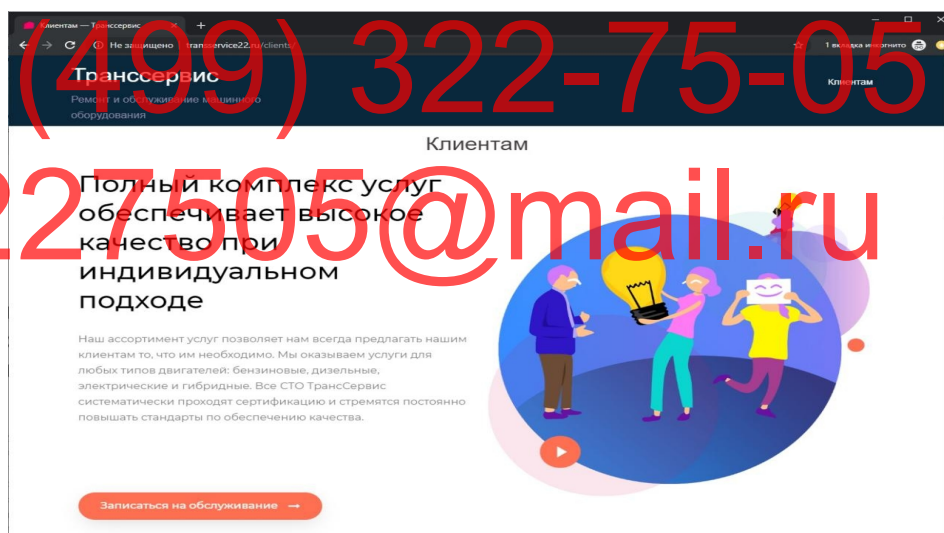 Клиентам — Транссервис
Не защищено transservice22.ru/clients/
1 вкладка инкогнито
(499) 322-75-05
Транссервис
Клиентам
Ремонт и обслуживание машинного
оборудования
Клиентам
227505@mail.ru
Полный комплекс услуг
обеспечивает высокое
качество при
индивидуальном
подходе
Наш ассортимент услуг позволяет нам всегда предлагать нашим
клиентам то, что им необходимо. Мы оказываем услуги для
любых типов двигателей: бензиновые, дизельные,
электрические и гибридные. Все СТО ТрансСервис
систематически проходят сертификацию и стремятся постоянно
повышать стандарты по обеспечению качества.
Записаться на обслуживание →